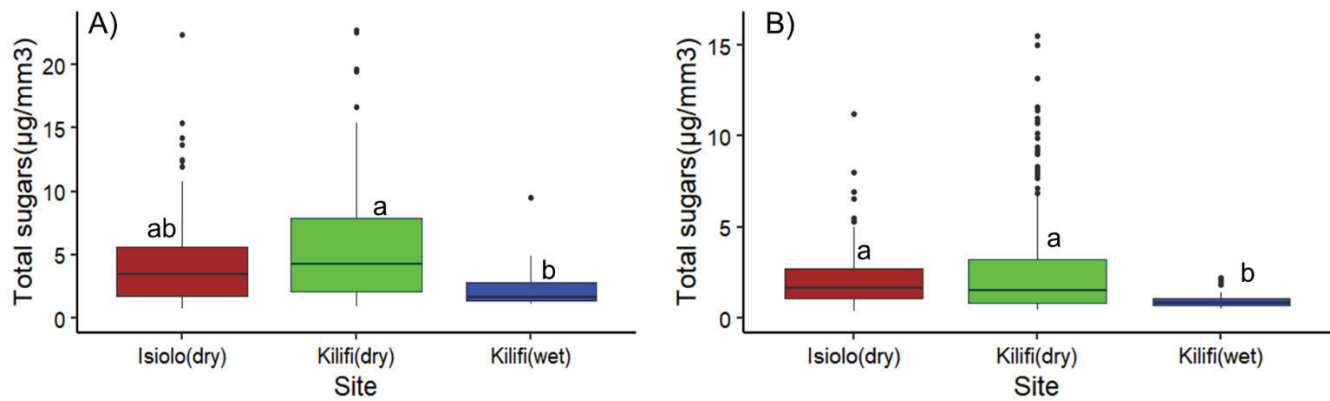 A)
Total sugars(µg/mm3)
20
15
10
5
0
ab
a
b
Isiolo(dry)
Kilifi(dry)
Kilifi(wet)
Site
B)
Total sugars(µg/mm3)
15
10
5
0
a
a
b
Isiolo(dry)
Kilifi(dry)
Kilifi(wet)
Site